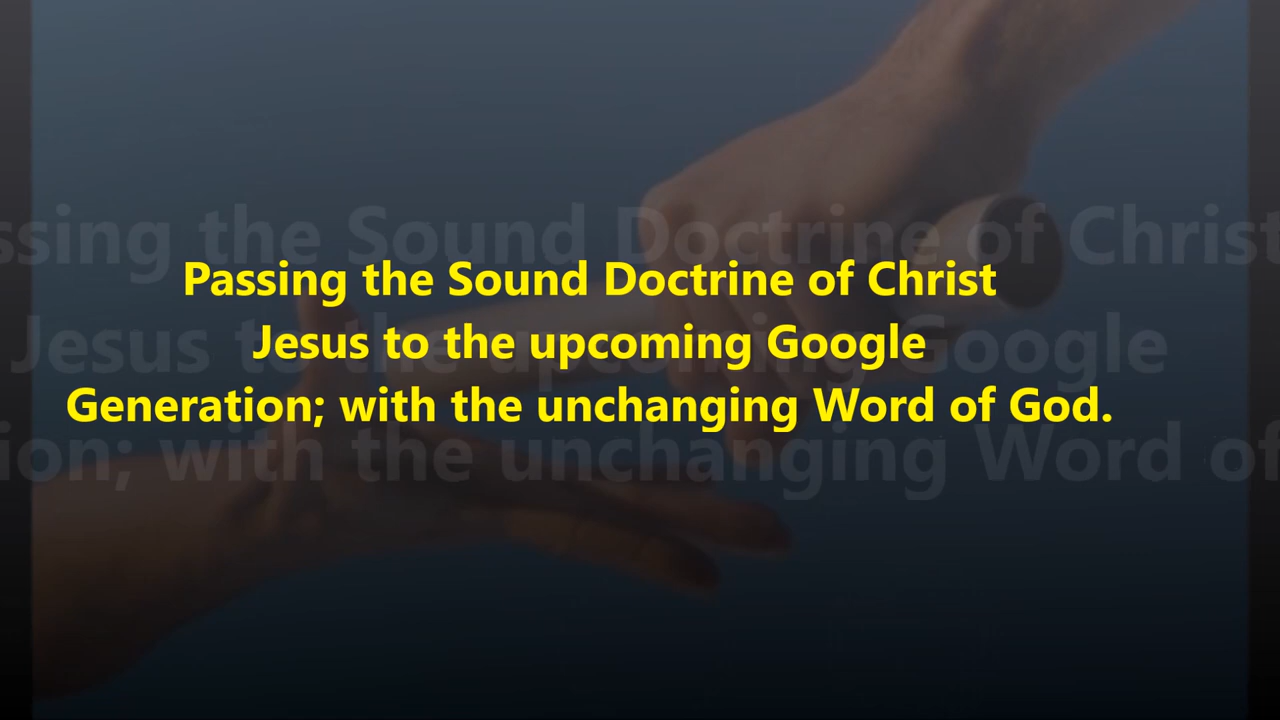 Passing the Sound Doctrine of Christ
Jesus to the upcoming Google
Generation; with the unchanging Word of God.